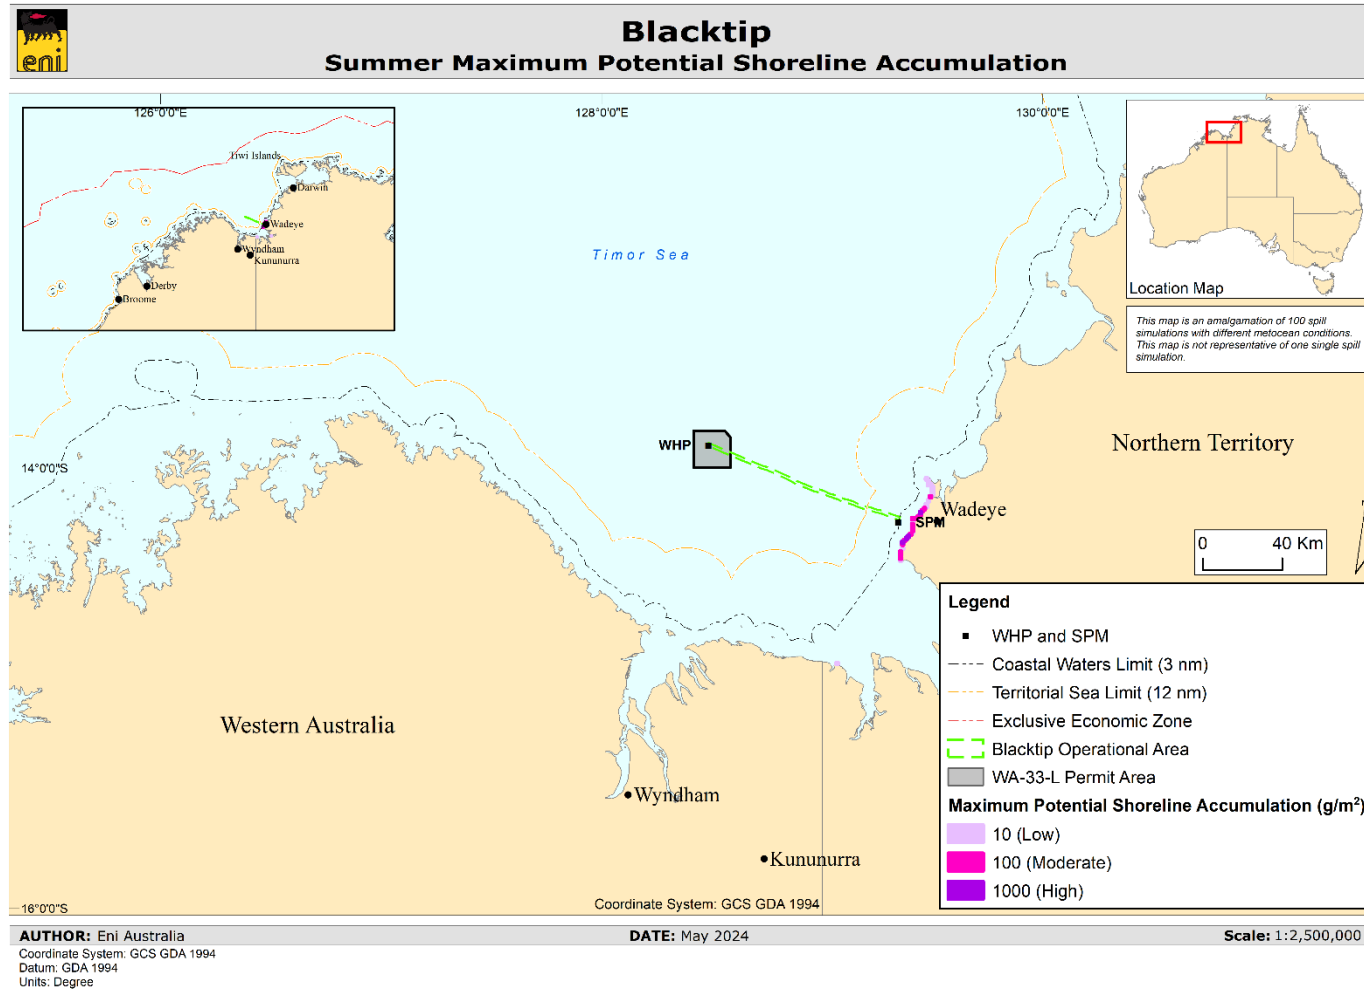 eni
Blacktip
Summer Maximum Potential Shoreline Accumulation
126°0'0"E
128°0'0"E
130°0'0"E
Tiwi Islands
Darwin
Wadeye
Wyndham
Kununurra
Derby
Broome
Timor Sea
Location Map
This map is an amalgamation of 100 spill
simulations with different metocean conditions.
This map is not representative of one single spill
simulation.
WHP
Northern Territory
14°0'0"S
Wadeye
SPM
0 40 Km
Western Australia
Wyndham
Kununurra
Legend
WHP and SPM
Coastal Waters Limit (3 nm)
Territorial Sea Limit (12 nm)
Exclusive Economic Zone
Blacktip Operational Area
WA-33-L Permit Area
Maximum Potential Shoreline Accumulation (g/m²)
10 (Low)
100 (Moderate)
1000 (High)
16°0'0"S
Coordinate System: GCS GDA 1994
AUTHOR: Eni Australia
DATE: May 2024
Scale: 1:2,500,000
Coordinate System: GCS GDA 1994
Datum: GDA 1994
Units: Degree